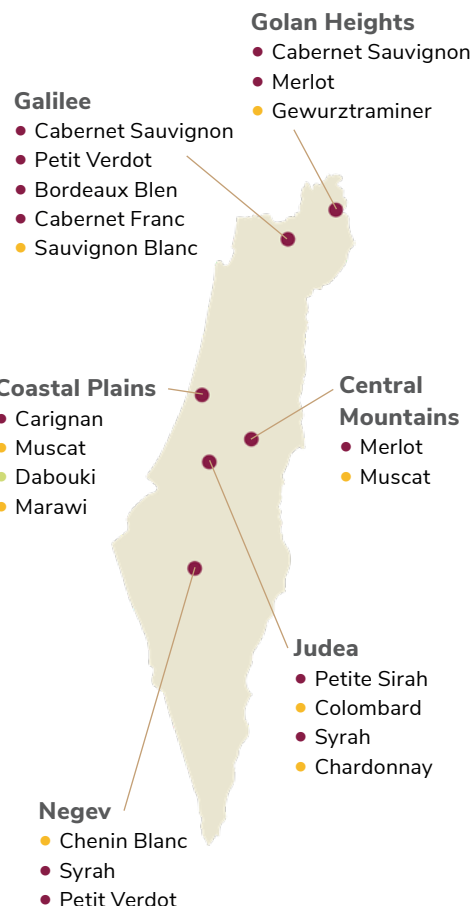 Golan Heights
Cabernet Sauvignon
Merlot
Gewurztraminer
Galilee
Cabernet Sauvignon
Petit Verdot
Bordeaux Blen
Cabernet Franc
Sauvignon Blanc
Coastal Plains
Carignan
Muscat
Dabouki
Marawi
Central
Mountains
Merlot
Muscat
Judea
Petite Sirah
Colombard
Syrah
Chardonnay
Negev
Chenin Blanc
Syrah
Petit Verdot